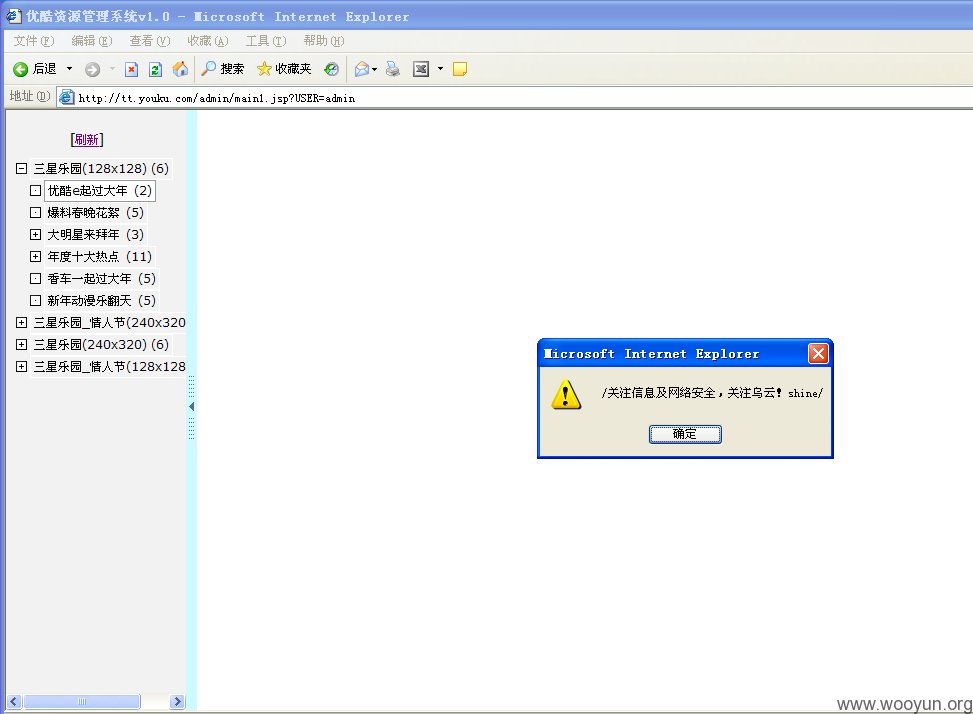 优酷资源管理系统v1.0 - Microsoft Internet Explorer
文件(F) 编辑(E) 查看(V) 收藏(A) 工具(T) 帮助(H)
后退 搜索 收藏夹
地址(D) http://tt.youku.com/admin/main1.jsp?USER=admin
[刷新]
三星乐园(128x128) (6)
优酷e起过大年 (2)
爆料春晚花絮 (5)
大明星来拜年 (3)
年度十大热点 (11)
香车一起过大年 (5)
新年动漫乐翻天 (5)
三星乐园_情人节(240x320
三星乐园(240x320) (6)
三星乐园_情人节(128x128
Microsoft Internet Explorer
/关注信息及网络安全，关注乌云！shine/
确定
www.wooyun.org